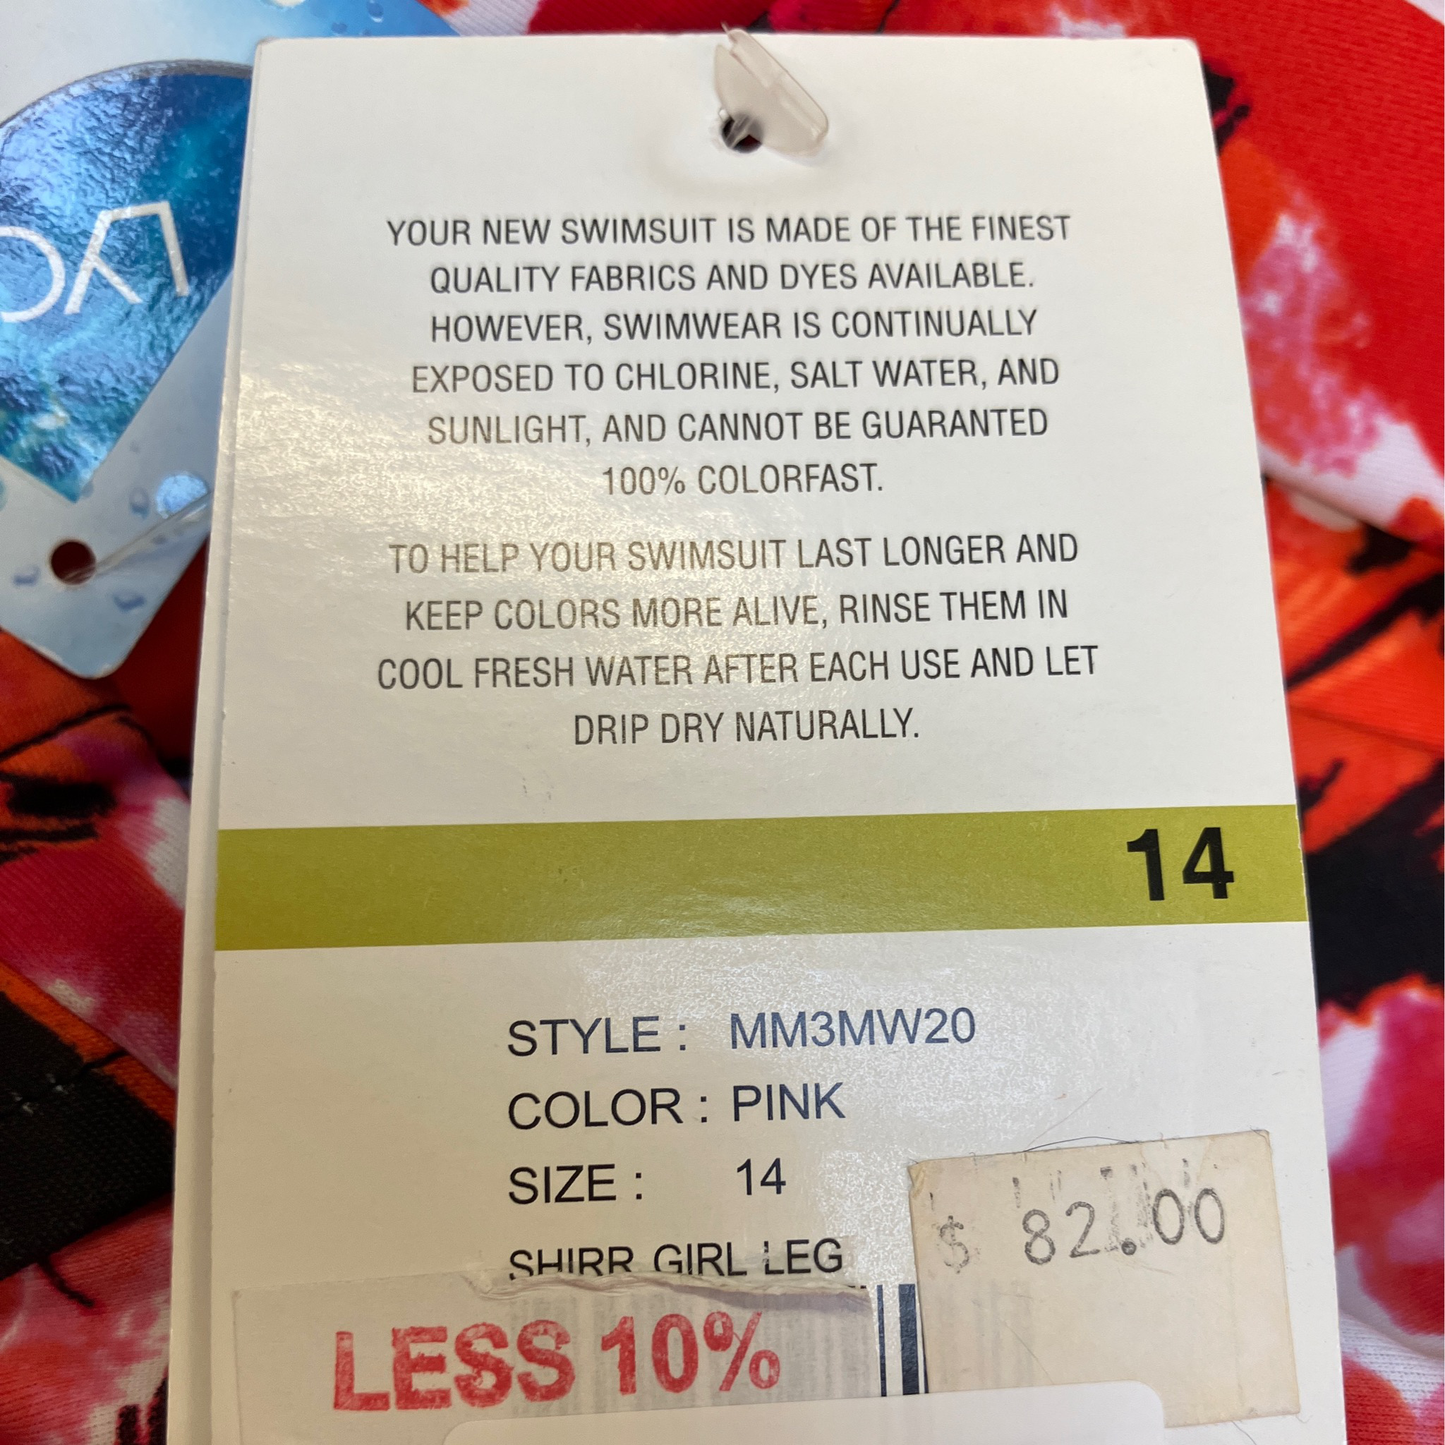 YOUR NEW SWIMSUIT IS MADE OF THE FINEST
QUALITY FABRICS AND DYES AVAILABLE.
HOWEVER, SWIMWEAR IS CONTINUALLY
EXPOSED TO CHLORINE, SALT WATER, AND
SUNLIGHT, AND CANNOT BE GUARANTED
100% COLORFAST.
TO HELP YOUR SWIMSUIT LAST LONGER AND
KEEP COLORS MORE ALIVE, RINSE THEM IN
COOL FRESH WATER AFTER EACH USE AND LET
DRIP DRY NATURALLY.
14
STYLE : MM3MW20
COLOR : PINK
SIZE : 14
SHIRR GIRL LEG
$ 82.00
LESS 10%